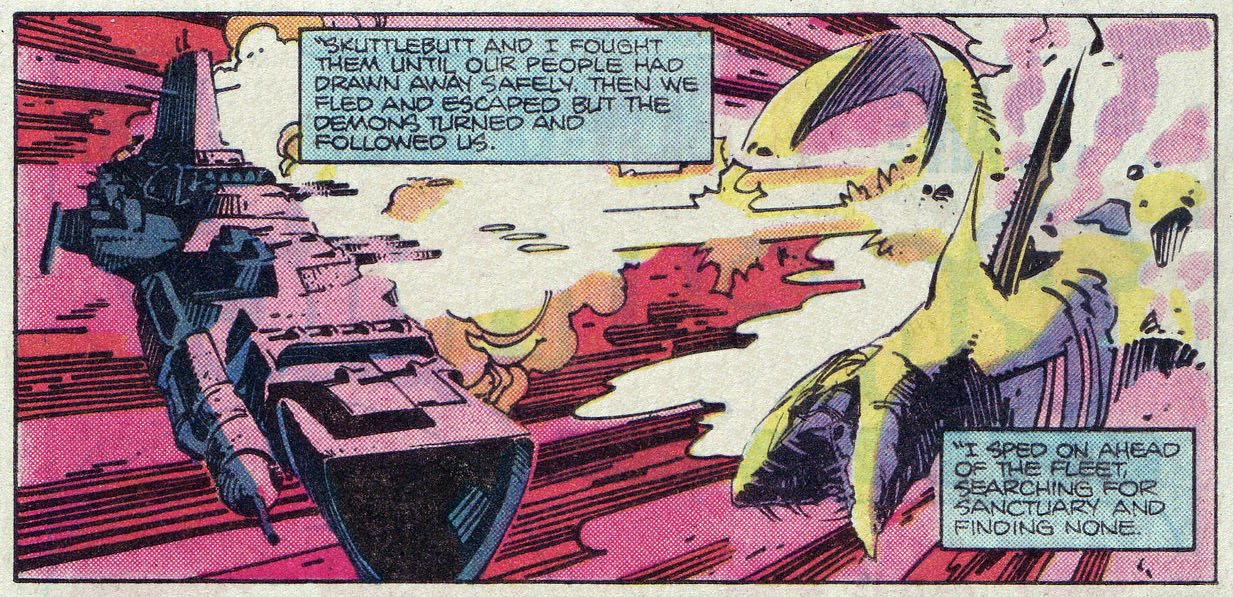 "SKUTTLEBUTT AND I FOUGHT
THEM UNTIL OUR PEOPLE HAD
DRAWN AWAY SAFELY. THEN WE
FLED AND ESCAPED BUT THE
DEMONS TURNED AND
FOLLOWED US.
"I SPED ON AHEAD
OF THE FLEET,
SEARCHING FOR
SANCTUARY AND
FINDING NONE.